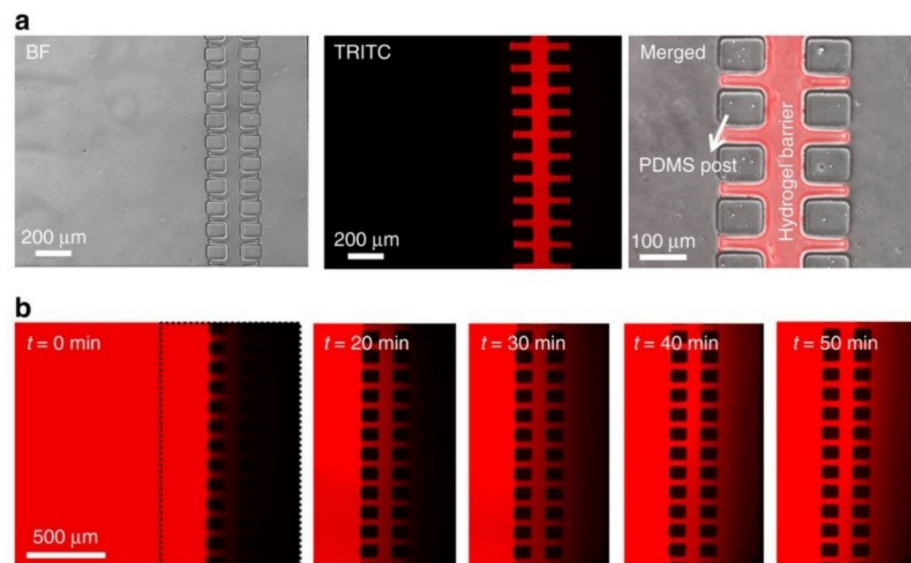 a
BF
200 µm
TRITC
200 µm
Merged
PDMS post
Hydrogel barrier
100 µm
b
t = 0 min
500 µm
t = 20 min
t = 30 min
t = 40 min
t = 50 min